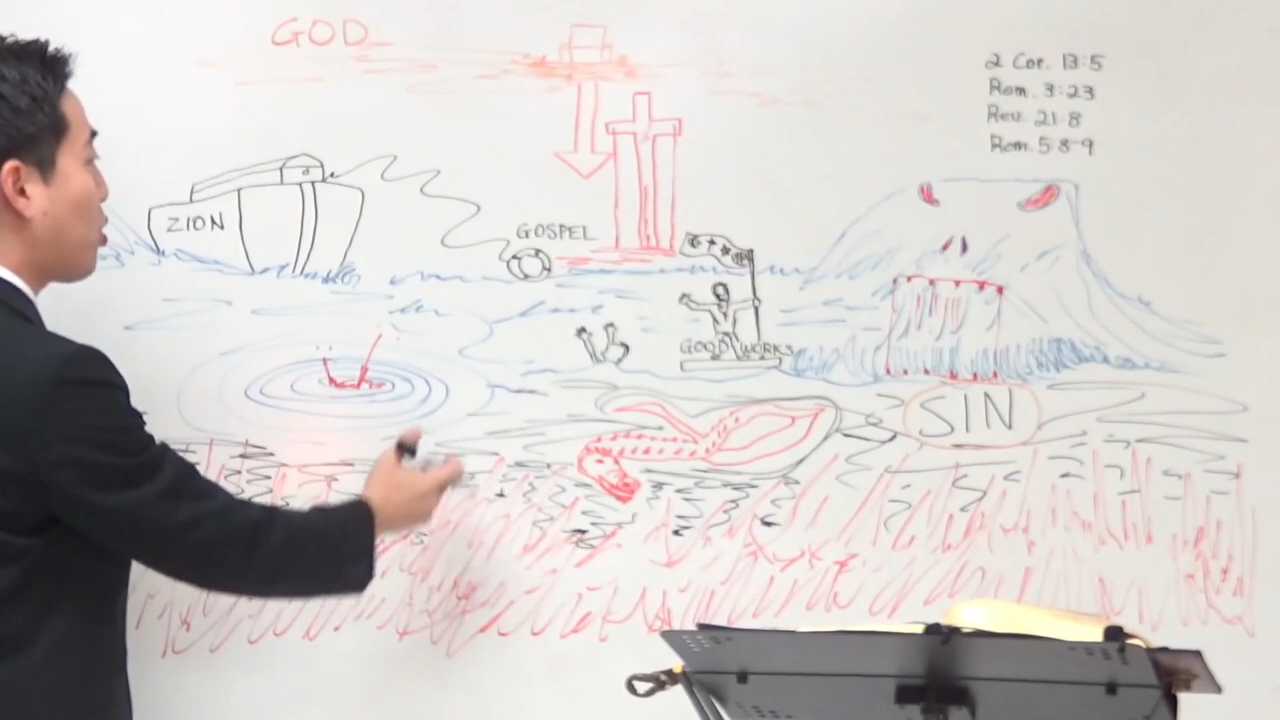 GOD
2 Cor. 13:5
Rom. 3:23
Rev. 21:8
Rom. 5:8-9
ZION
GOSPEL
GOOD WORKS
SIN